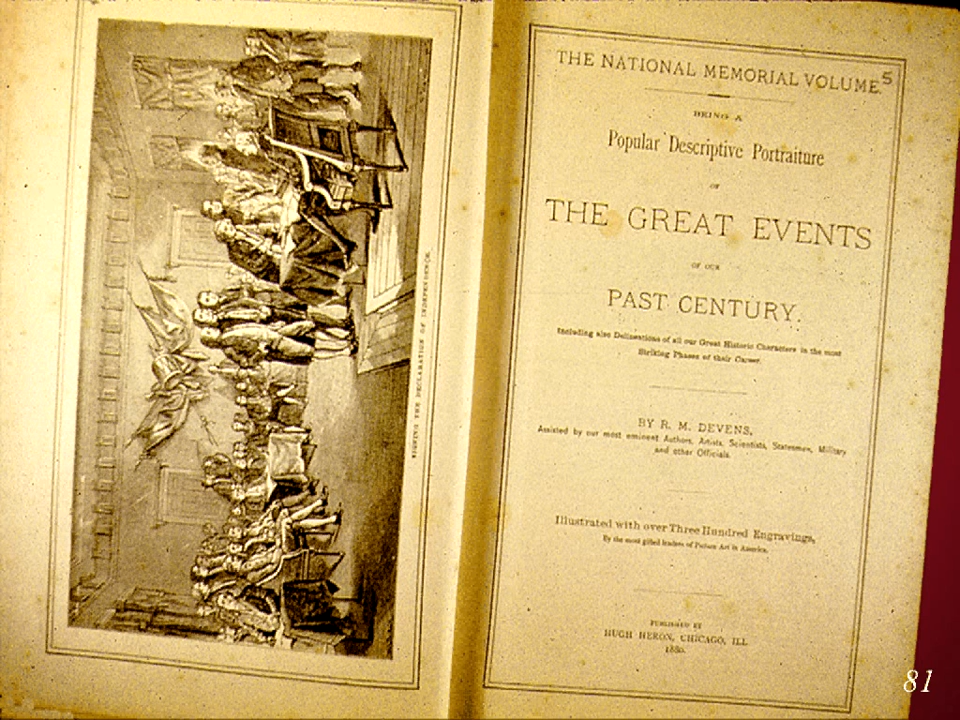 SIGNING THE DECLARATION OF INDEPENDENCE.
THE NATIONAL MEMORIAL VOLUME.
5
BEING A
Popular Descriptive Portraiture
OF
THE GREAT EVENTS
OF OUR
PAST CENTURY.
Including also Delineations of all our Great Historic Characters in the most
Striking Phases of their Career.
BY R. M. DEVENS,
Assisted by our most eminent Authors, Artists, Scientists, Statesmen, Military
and other Officials.
Illustrated with over Three Hundred Engravings,
By the most gifted leaders of Picture Art in America.
PUBLISHED BY
HUGH HERON, CHICAGO, ILL
1880.
81